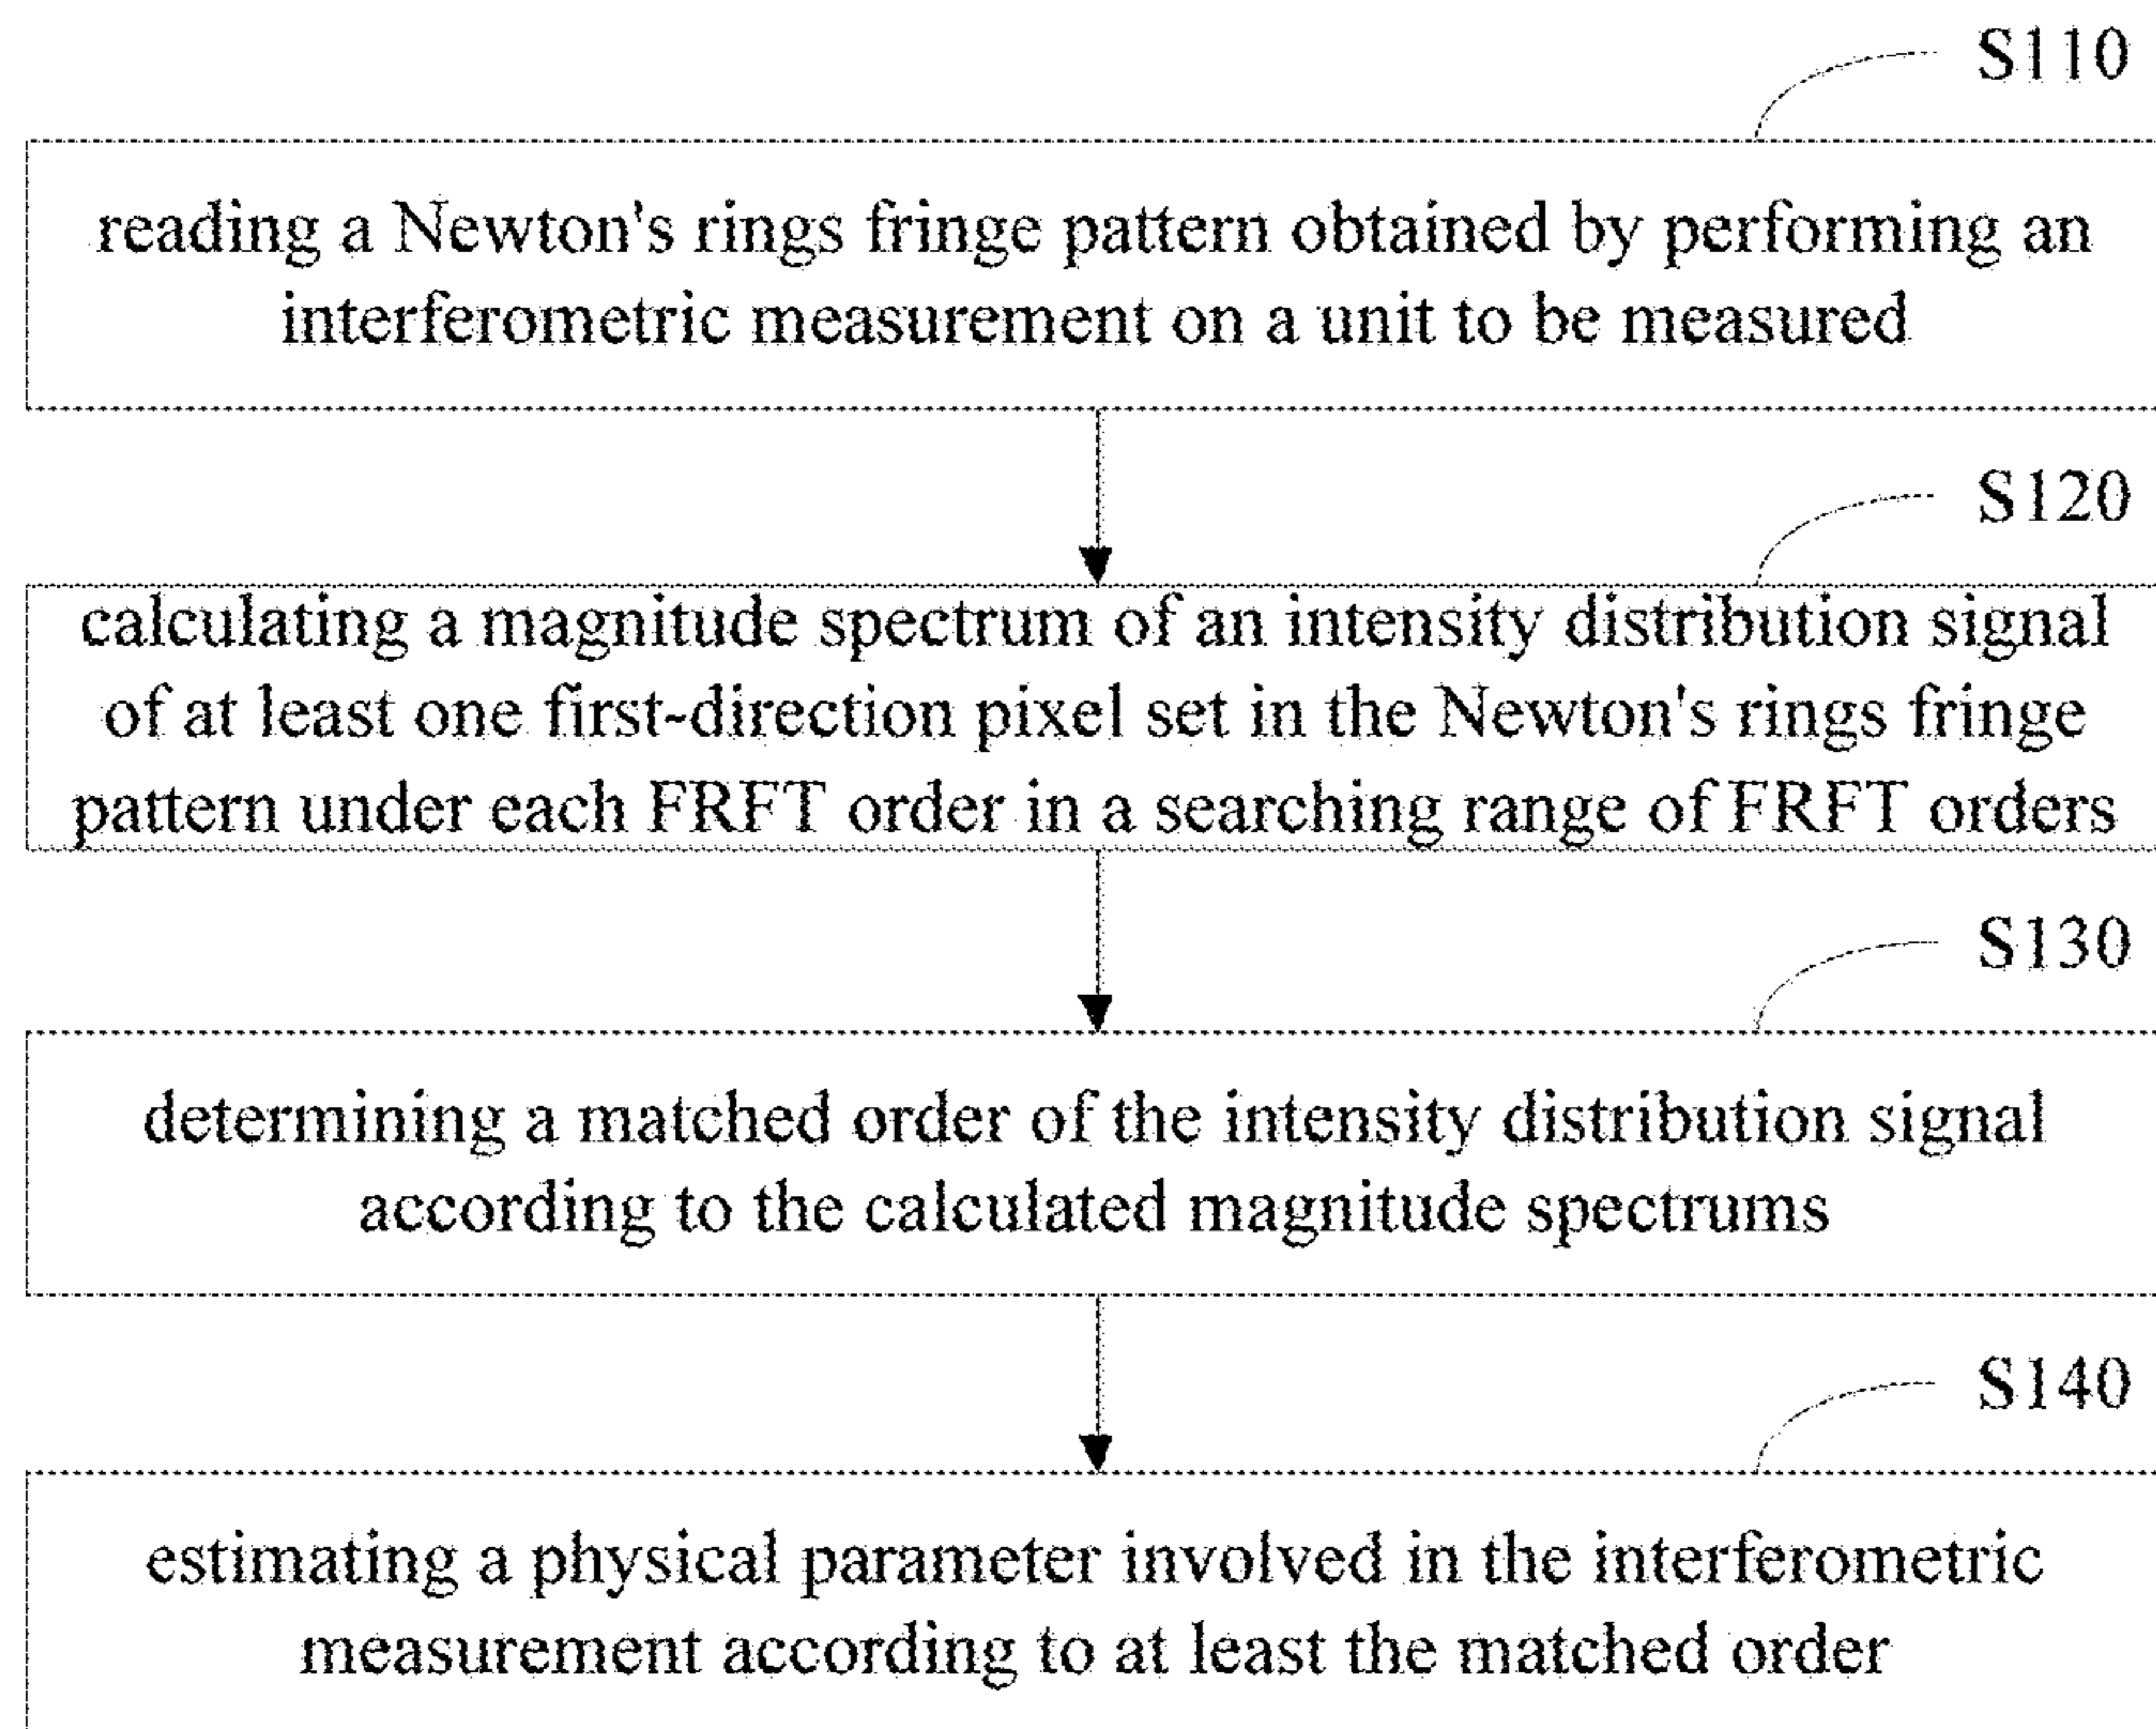 S110
reading a Newton's rings fringe pattern obtained by performing an
interferometric measurement on a unit to be measured
S120
calculating a magnitude spectrum of an intensity distribution signal
of at least one first-direction pixel set in the Newton's rings fringe
pattern under each FRFT order in a searching range of FRFT orders
S130
determining a matched order of the intensity distribution signal
according to the calculated magnitude spectrums
S140
estimating a physical parameter involved in the interferometric
measurement according to at least the matched order